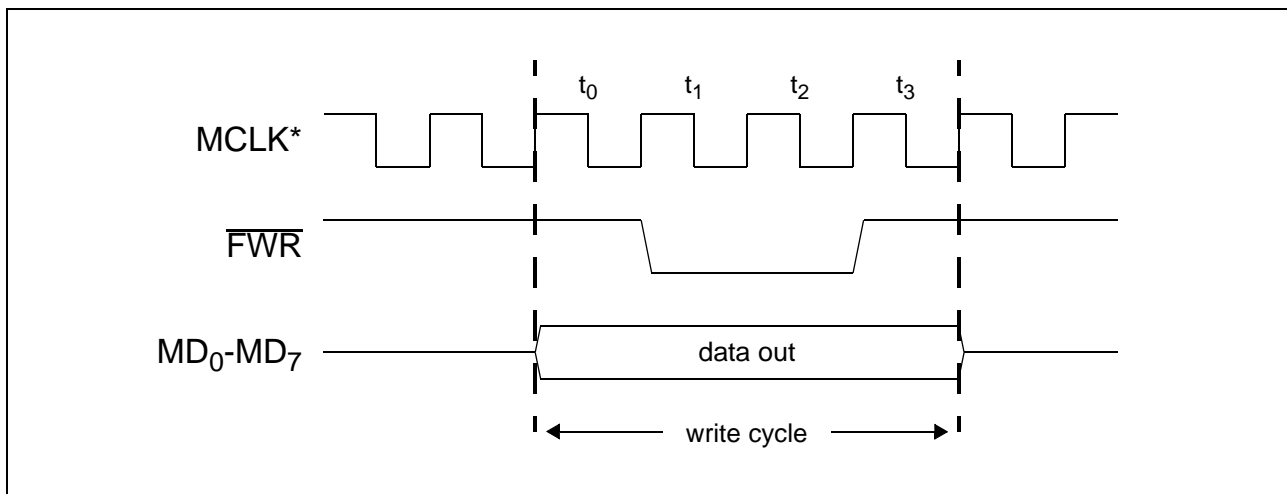 t0 t1 t2 t3
MCLK*
FWR
MD0-MD7
data out
write cycle